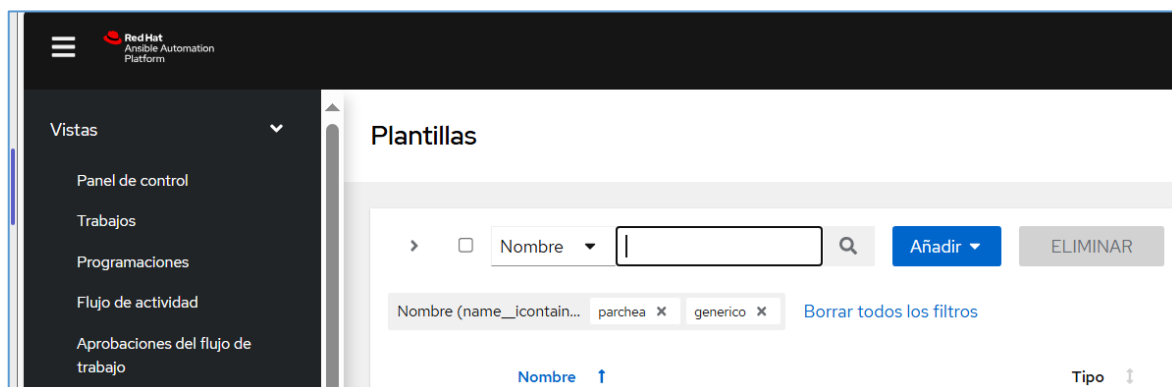 Red Hat
Ansible Automation
Platform
Vistas
Panel de control
Trabajos
Programaciones
Flujo de actividad
Aprobaciones del flujo de
trabajo
Plantillas
Nombre
Añadir
ELIMINAR
Nombre (name__icontain... parchea generico Borrar todos los filtros
Nombre Tipo